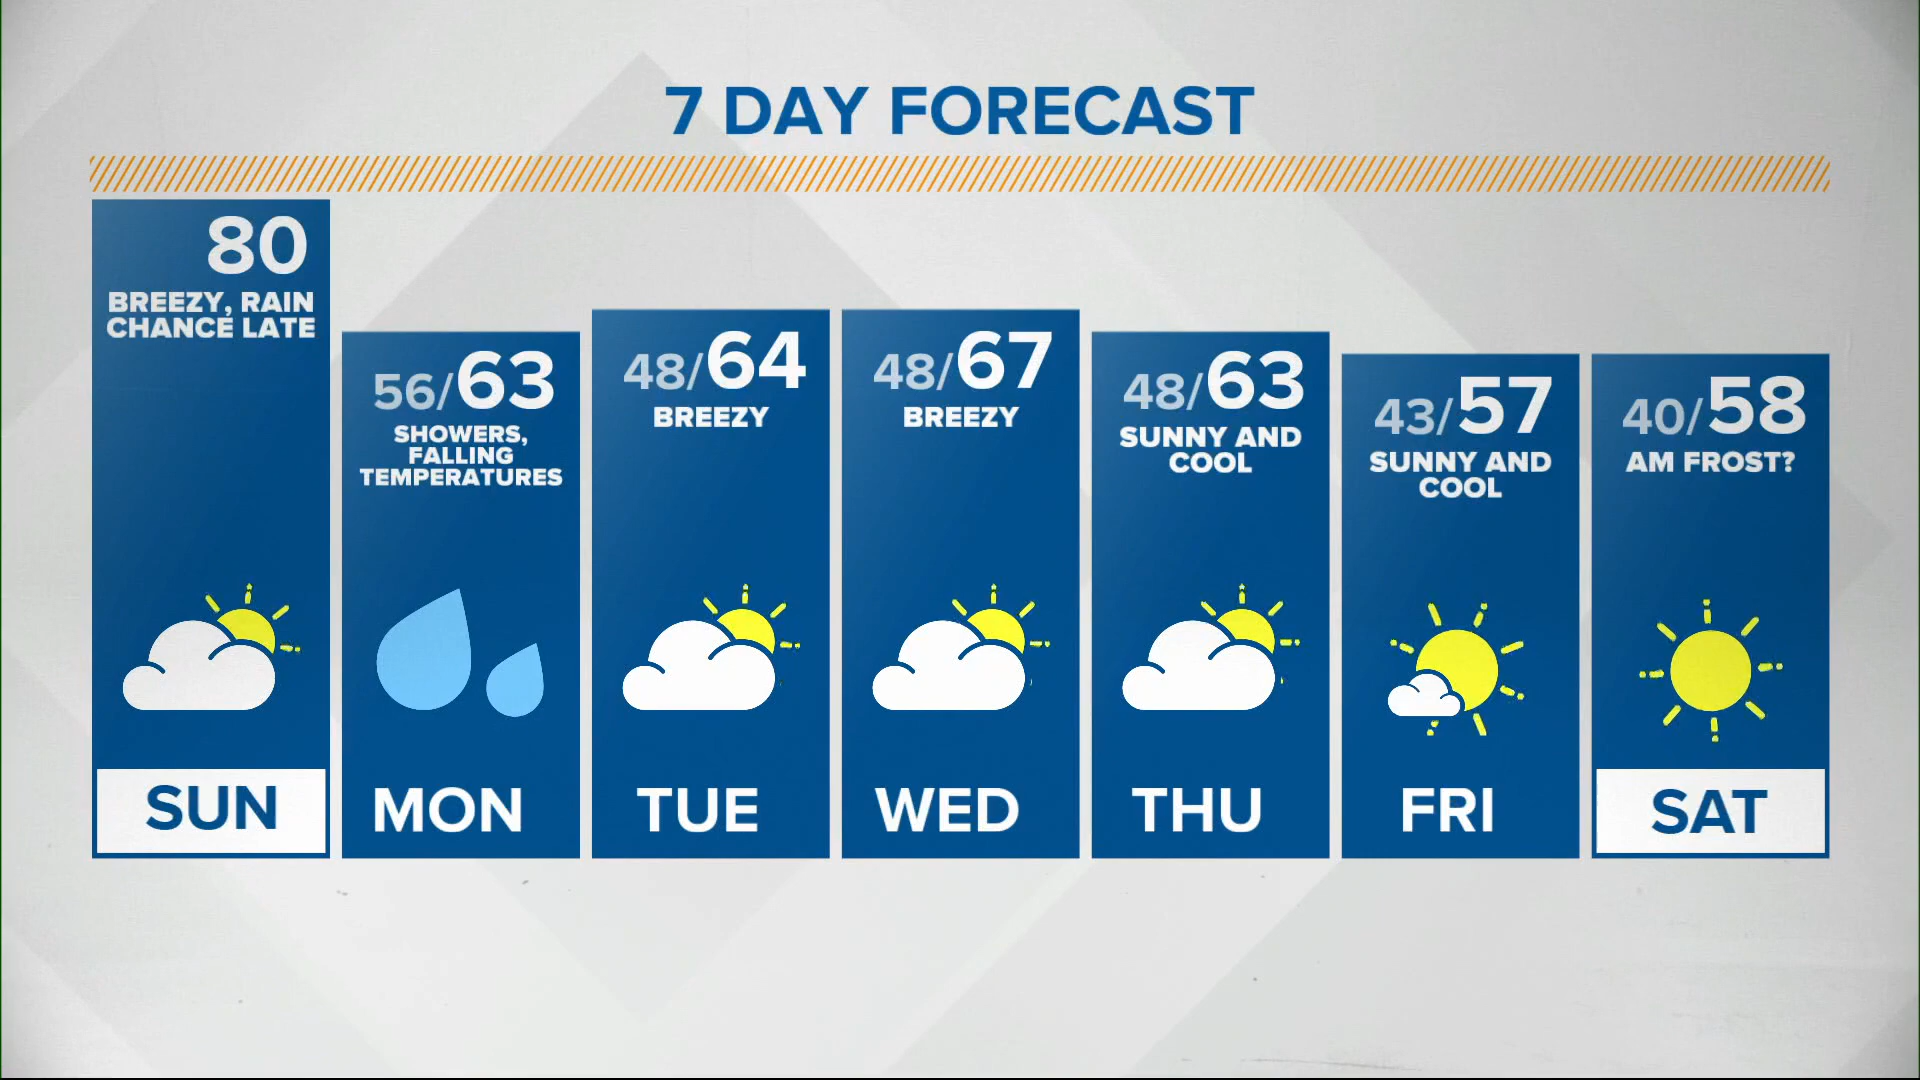 7 DAY FORECAST
80
BREEZY, RAIN
CHANCE LATE
SUN
56/63
SHOWERS,
FALLING
TEMPERATURES
MON
48/64
BREEZY
TUE
48/67
BREEZY
WED
48/63
SUNNY AND
COOL
THU
43/57
SUNNY AND
COOL
FRI
40/58
AM FROST?
SAT